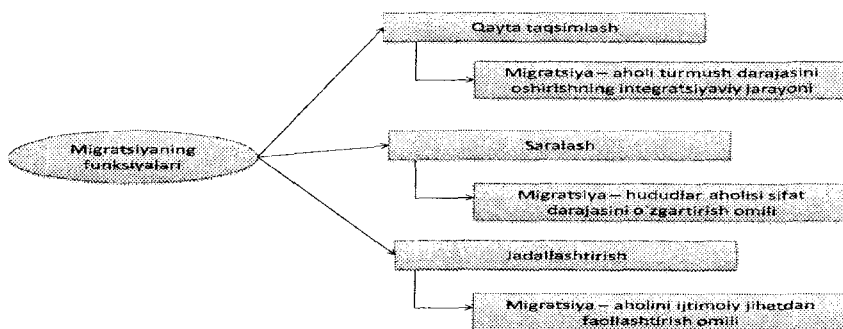 Qayta taqsimlash
Migratsiya – aholi turmush darajasini
oshirishning integratsiyaviy jarayoni
Migratsiyaning
funksiyalari
Saralash
Migratsiya – hududlar aholisi sifat
darajasini o`zgartirish omili
Jadallashtirish
Migratsiya – aholini ijtimoiy jihatdan
faollashtirish omili